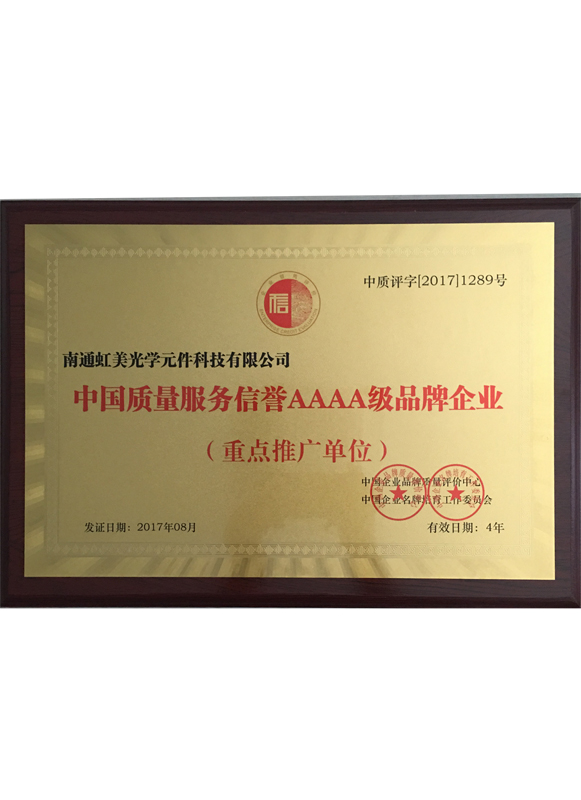 中质评字[2017]1289号
信
南通虹美光学元件科技有限公司
中国质量服务信誉AAAA级品牌企业
（重点推广单位）
中国企业品牌质量评价中心
中国企业名牌培育工作委员会
发证日期：2017年08月
有效日期：4年